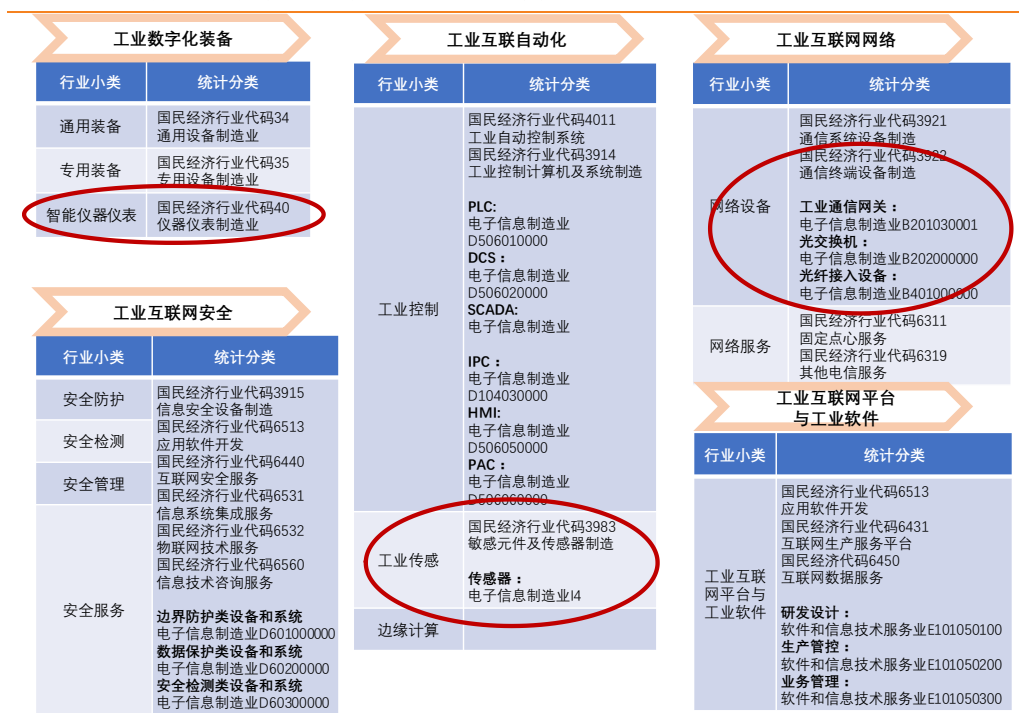 工业数字化装备
行业小类 统计分类
通用装备 国民经济行业代码34
通用设备制造业
专用装备 国民经济行业代码35
专用设备制造业
智能仪器仪表 国民经济行业代码40
仪器仪表制造业
工业互联网安全
行业小类 统计分类
安全防护
安全检测
安全管理
安全服务
国民经济行业代码3915
信息安全设备制造
国民经济行业代码6513
应用软件开发
国民经济行业代码6440
互联网安全服务
国民经济行业代码6531
信息系统集成服务
国民经济行业代码6532
物联网技术服务
国民经济行业代码6560
信息技术咨询服务
边界防护类设备和系统
电子信息制造业D601000000
数据保护类设备和系统
电子信息制造业D60200000
安全检测类设备和系统
电子信息制造业D60300000
工业互联自动化
行业小类 统计分类
工业控制
国民经济行业代码4011
工业自动控制系统
国民经济行业代码3914
工业控制计算机及系统制造
PLC:
电子信息制造业
D506010000
DCS：
电子信息制造业
D506020000
SCADA:
电子信息制造业
IPC：
电子信息制造业
D104030000
HMI:
电子信息制造业
D506050000
PAC：
电子信息制造业
D506060000
工业传感
国民经济行业代码3983
敏感元件及传感器制造
传感器：
电子信息制造业I4
边缘计算
工业互联网网络
行业小类 统计分类
网络设备
国民经济行业代码3921
通信系统设备制造
国民经济行业代码3922
通信终端设备制造
工业通信网关：
电子信息制造业B201030001
光交换机：
电子信息制造业B202000000
光纤接入设备：
电子信息制造业B401000000
网络服务
国民经济行业代码6311
固定点心服务
国民经济行业代码6319
其他电信服务
工业互联网平台
与工业软件
行业小类 统计分类
工业互联
网平台与
工业软件
国民经济行业代码6513
应用软件开发
国民经济行业代码6431
互联网生产服务平台
国民经济代码6450
互联网数据服务
研发设计：
软件和信息技术服务业E101050100
生产管控：
软件和信息技术服务业E101050200
业务管理：
软件和信息技术服务业E101050300